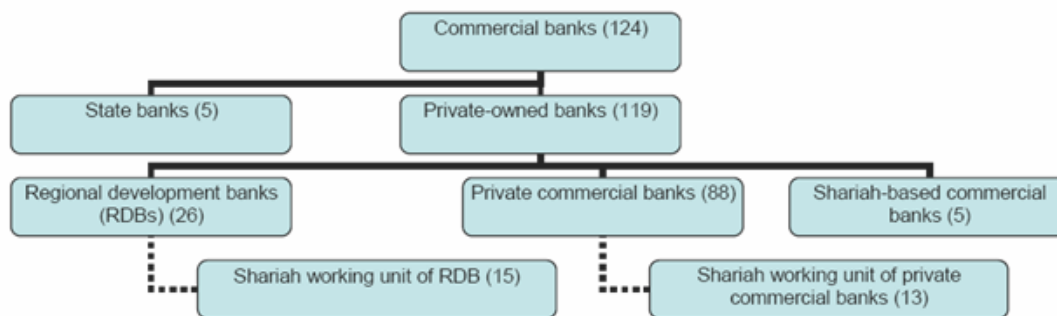 Commercial banks (124)
State banks (5)
Private-owned banks (119)
Regional development banks
(RDBs) (26)
Private commercial banks (88)
Shariah-based commercial
banks (5)
Shariah working unit of RDB (15)
Shariah working unit of private
commercial banks (13)